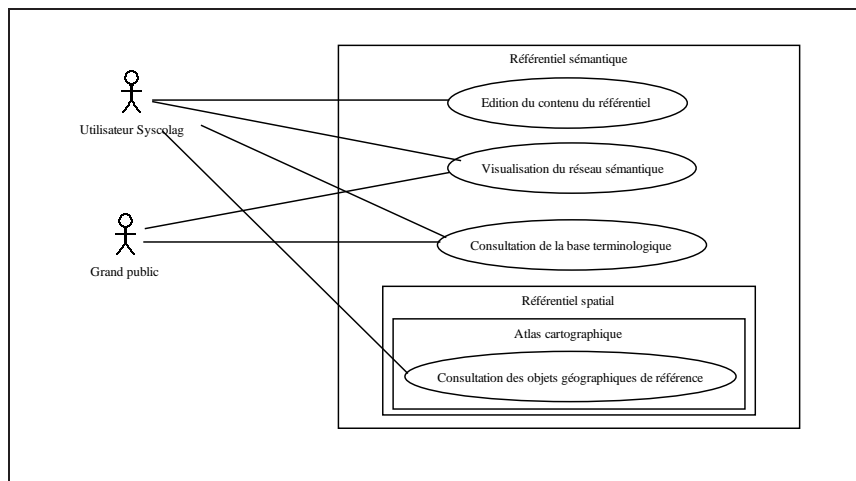 Référentiel sémantique
Edition du contenu du référentiel
Utilisateur Syscolag
Visualisation du réseau sémantique
Consultation de la base terminologique
Grand public
Référentiel spatial
Atlas cartographique
Consultation des objets géographiques de référence